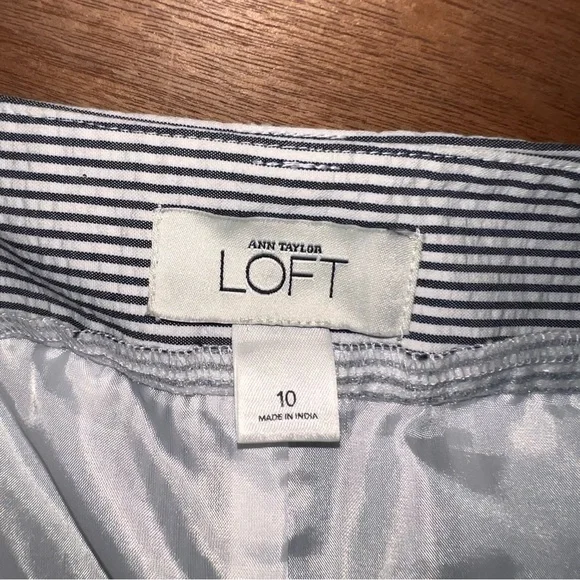 ANN TAYLOR
LOFT
10
MADE IN INDIA